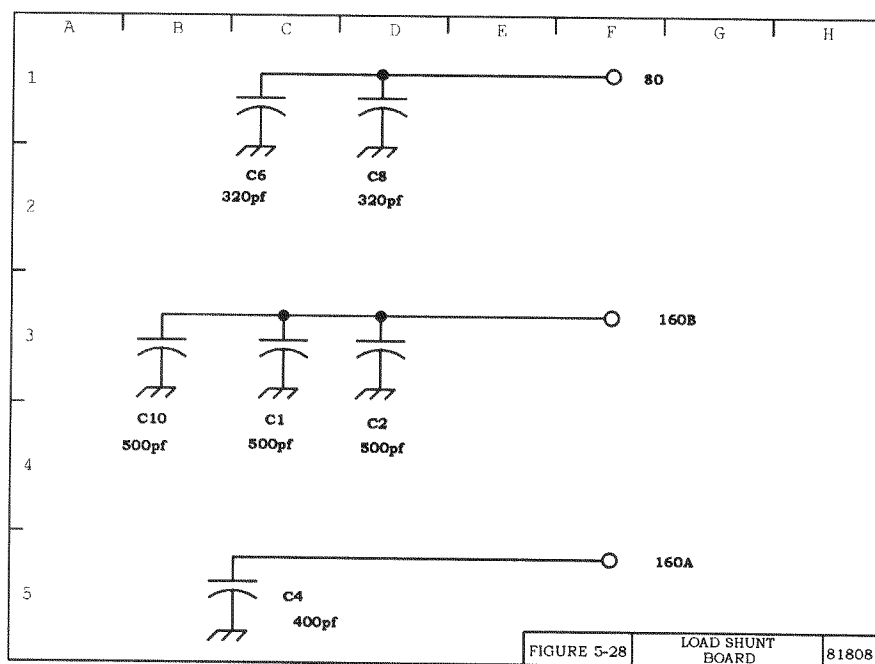 A B C D E F G H
1
80
C6 C8
320pf 320pf
2
3
160B
C10 C1 C2
500pf 500pf 500pf
4
160A
5
C4
400pf
FIGURE 5-28 LOAD SHUNT BOARD 81808